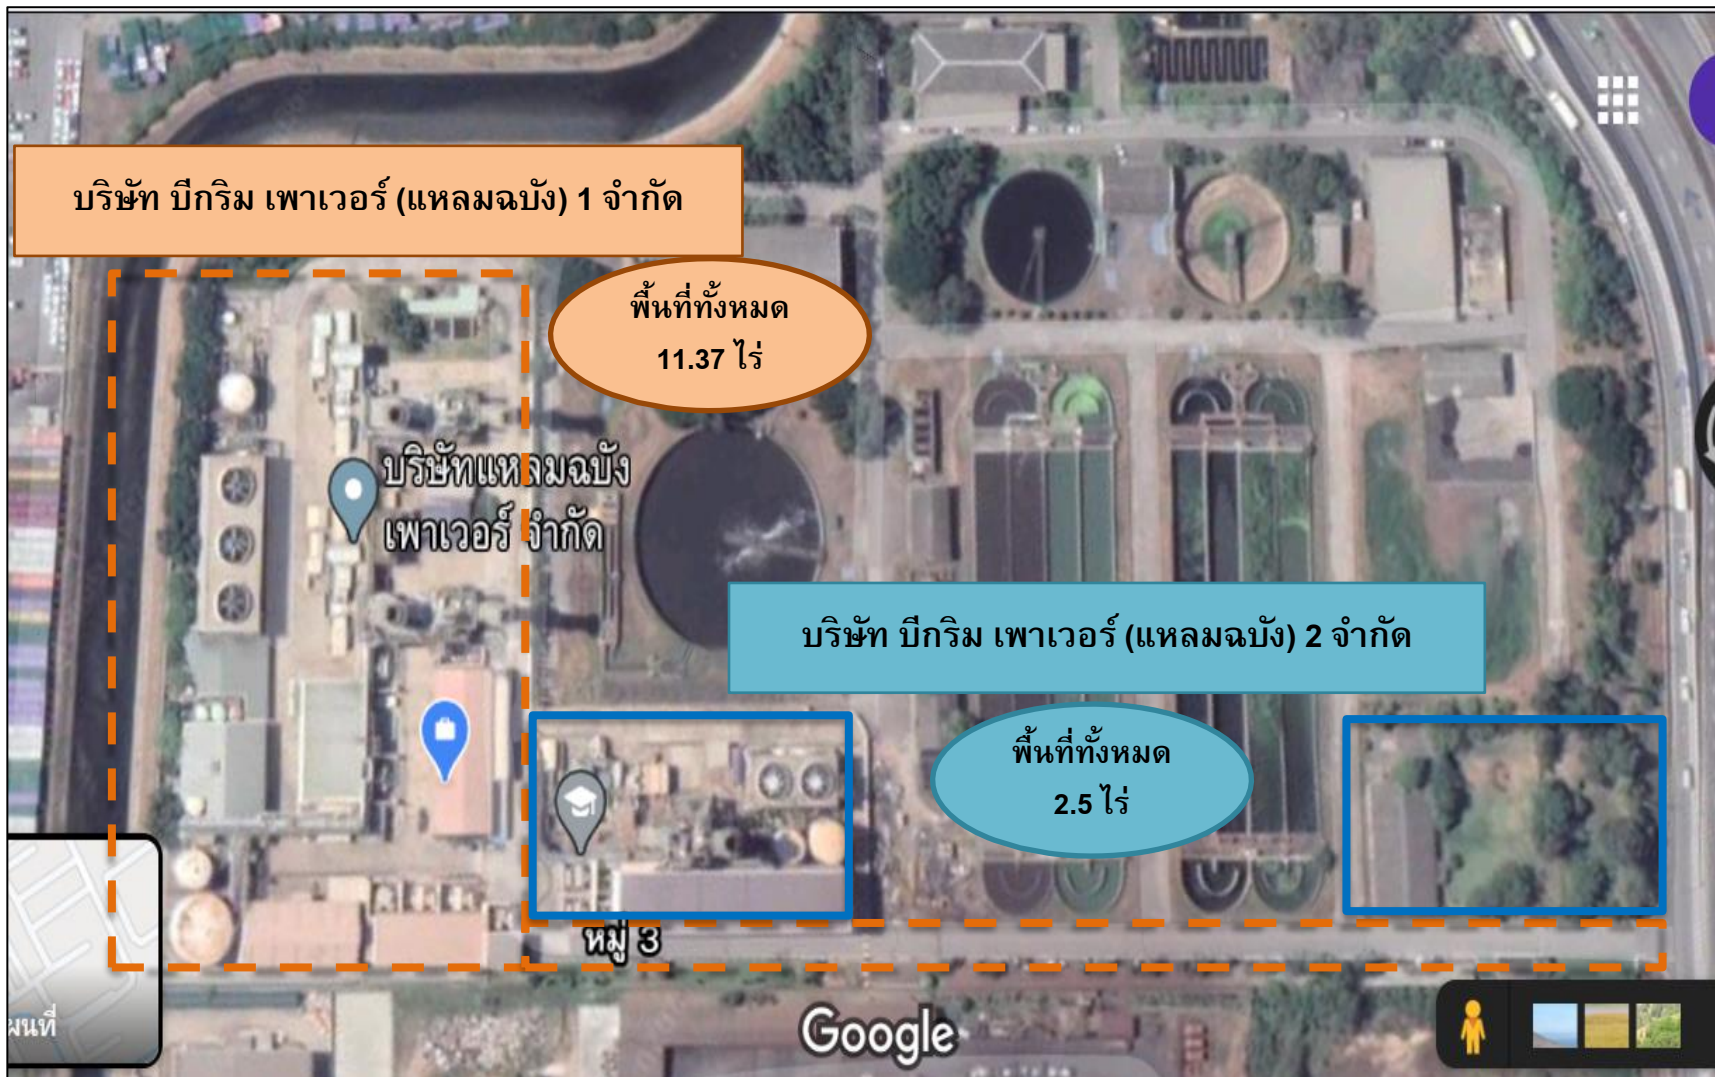 บริษัท บีกริม เพาเวอร์ (แหลมฉบัง) 1 จำกัด
พื้นที่ทั้งหมด
11.37 ไร่
บริษัทแหลมฉบัง
เพาเวอร์ จำกัด
บริษัท บีกริม เพาเวอร์ (แหลมฉบัง) 2 จำกัด
พื้นที่ทั้งหมด
2.5 ไร่
หมู่ 3
Google